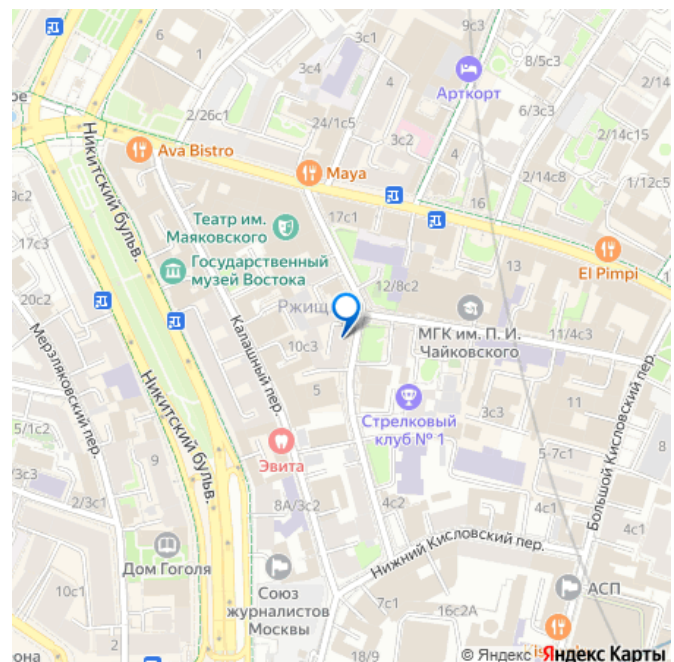 9с3
6
1
3с1
3с4
4
8/5с3
2/14
Арткорт
6/3с3
ое
2/26с1
24/1с5
3с2
2/14с15
Ava Bistro
Maya
4
2/14с8
1/12с5
9с2
Никитский бульв.
17с1
16
Театр им.
Маяковского
17с3
El Pimpi
Государственный
музей Востока
13
12/8с2
20с2
Ржищ
МГК им. П. И.
Чайковского
11/4с3
Мерзляковский пер.
Калашный пер.
10с3
5
Стрелковый
клуб № 1
3с3
11
Большой Кисловский пер.
5/1с2
Никитский бульв.
Эвита
5-7с1
8
3с3
9
2/3с1
8А/3с2
4с2
4с1
4с1
Дом Гоголя
Нижний Кисловский пер.
10с1
Союз
журналистов
Москвы
7с1
16с2А
АСП
2
она
18/9
© Яндекс Яндекс Карты